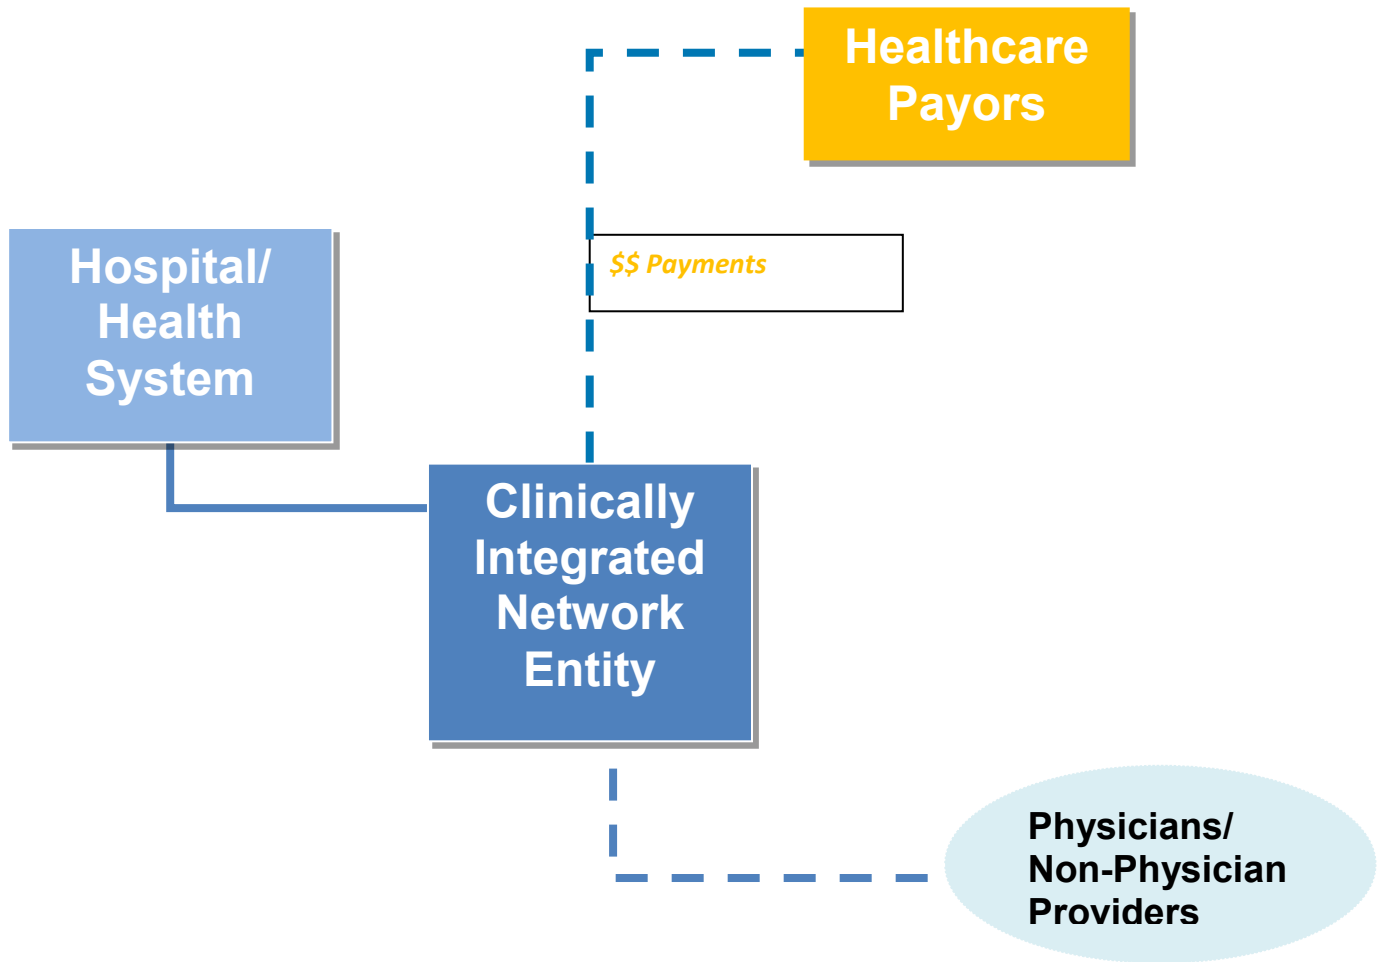 Healthcare
Payors
$$ Payments
Hospital/
Health
System
Clinically
Integrated
Network
Entity
Physicians/
Non-Physician
Providers